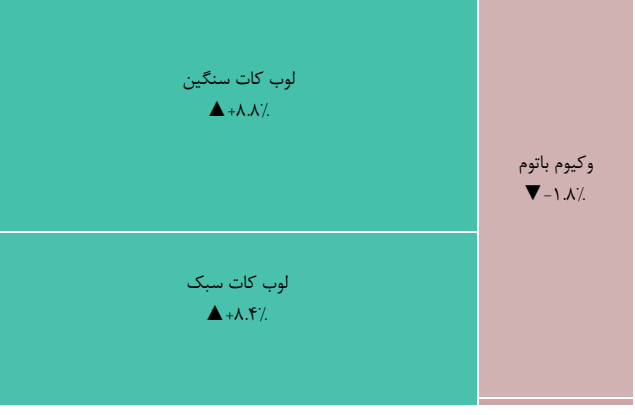 لوب کات سنگین
▲ +۸.۸٪
وکیوم باتوم
▼ -۱.۸٪
لوب کات سبک
▲ +۸.۴٪